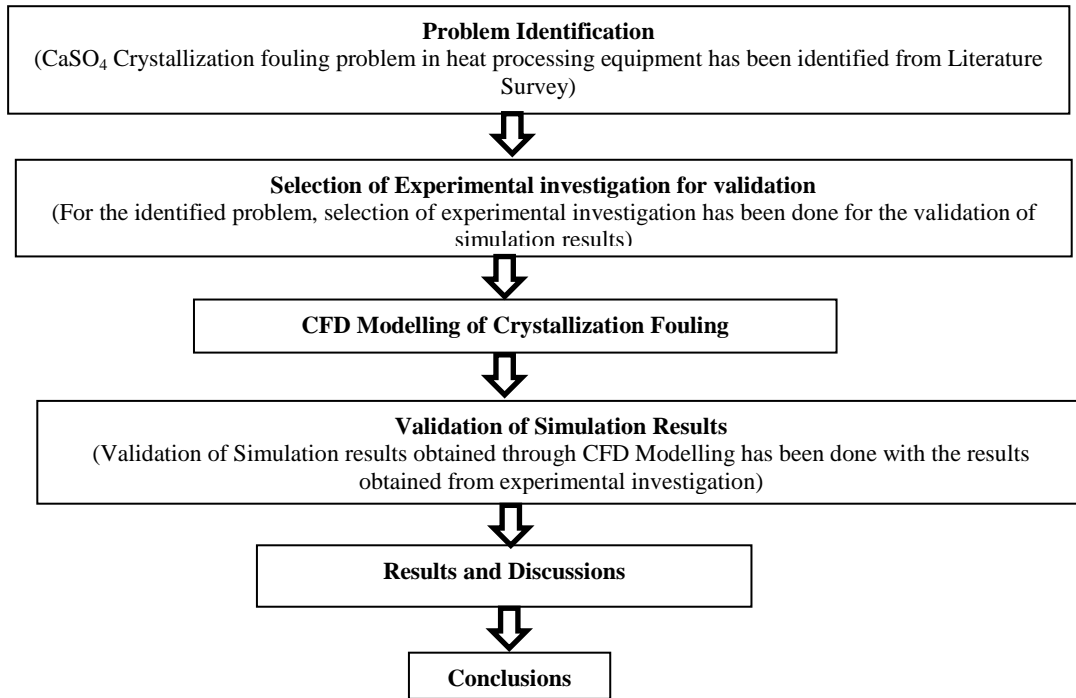 Problem Identification
(CaSO₄ Crystallization fouling problem in heat processing equipment has been identified from Literature
Survey)
Selection of Experimental investigation for validation
(For the identified problem, selection of experimental investigation has been done for the validation of
simulation results)
CFD Modelling of Crystallization Fouling
Validation of Simulation Results
(Validation of Simulation results obtained through CFD Modelling has been done with the results
obtained from experimental investigation)
Results and Discussions
Conclusions